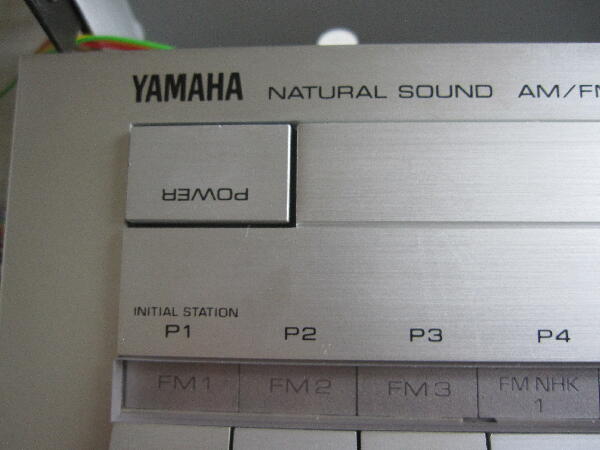 YAMAHA NATURAL SOUND AM/FM
POWER
INITIAL STATION
P1 P2 P3 P4
FM 1 FM 2 FM 3 FM NHK 1